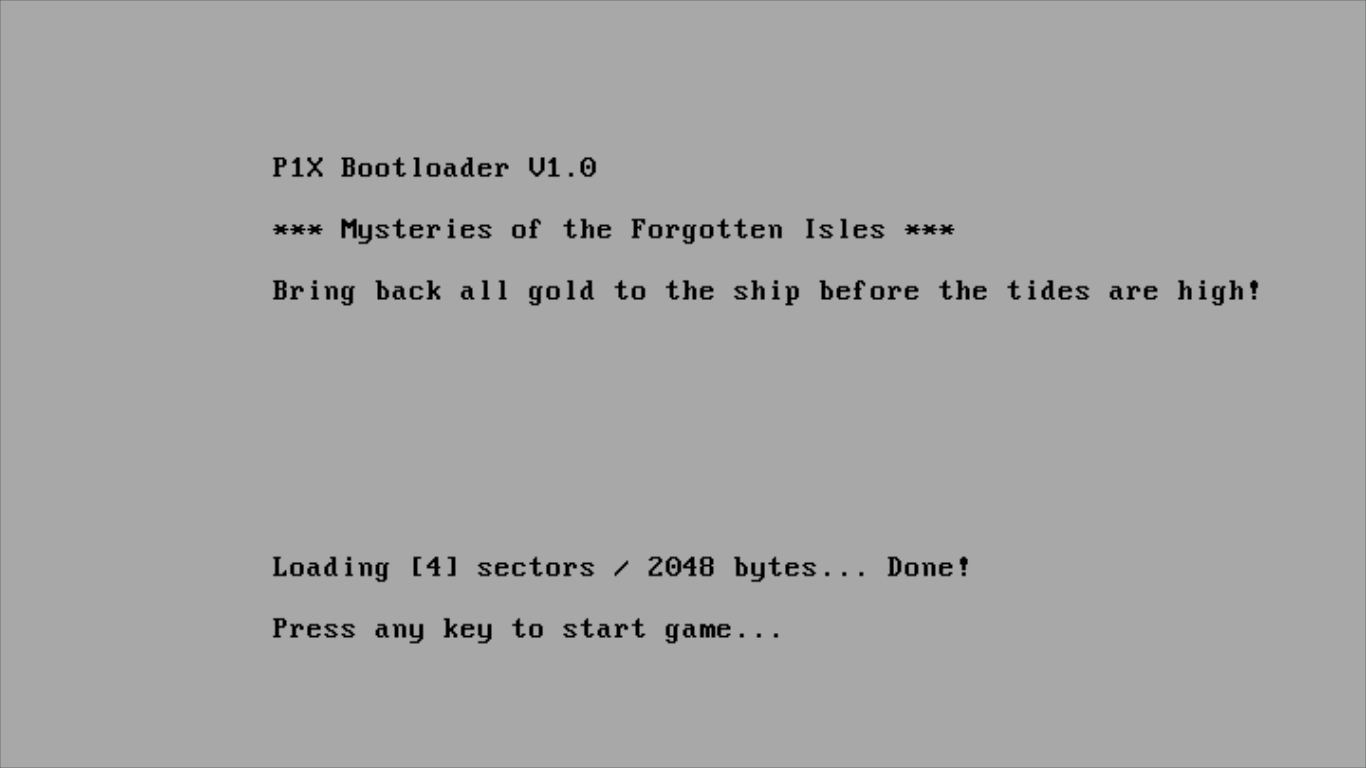 P1X Bootloader V1.0
*** Mysteries of the Forgotten Isles ***
Bring back all gold to the ship before the tides are high!
Loading [4] sectors / 2048 bytes... Done!
Press any key to start game...